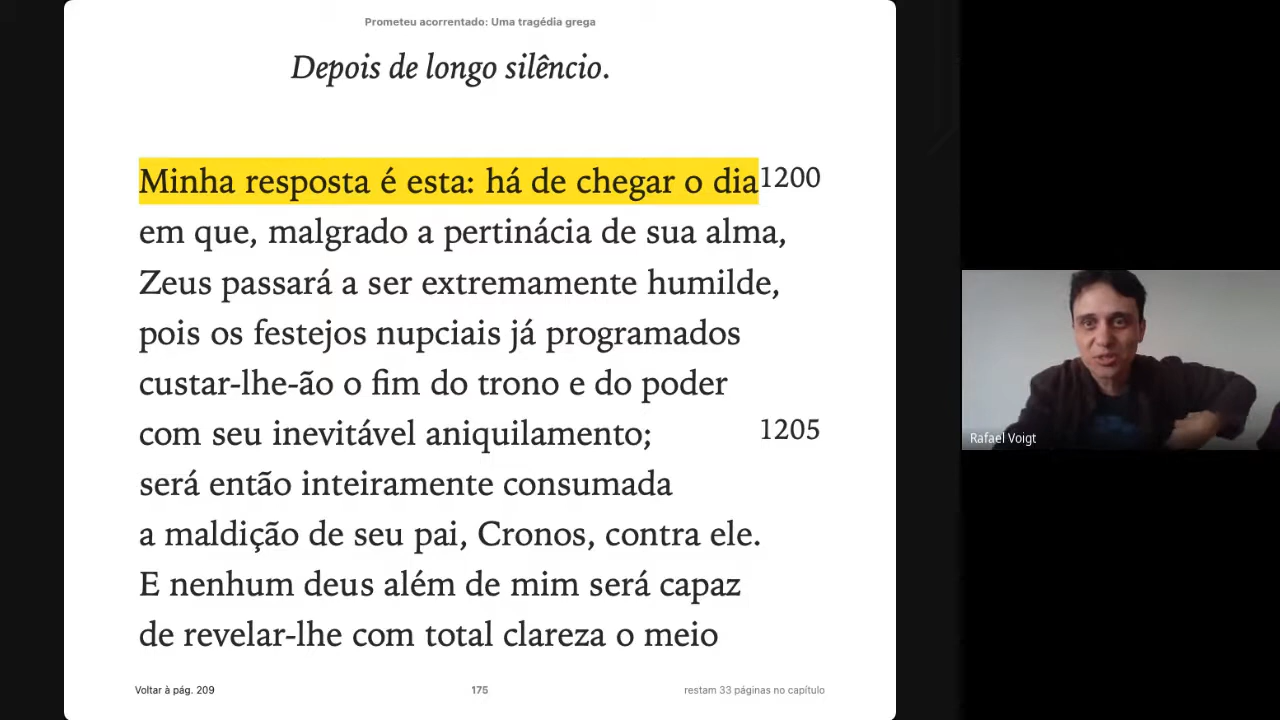 Prometeu acorrentado: Uma tragédia grega
Depois de longo silêncio.
Minha resposta é esta: há de chegar o dia 1200
em que, malgrado a pertinácia de sua alma,
Zeus passará a ser extremamente humilde,
pois os festejos nupciais já programados
custar-lhe-ão o fim do trono e do poder
com seu inevitável aniquilamento; 1205
será então inteiramente consumada
a maldição de seu pai, Cronos, contra ele.
E nenhum deus além de mim será capaz
de revelar-lhe com total clareza o meio
Voltar à pág. 209 175 restam 33 páginas no capítulo
Rafael Voigt